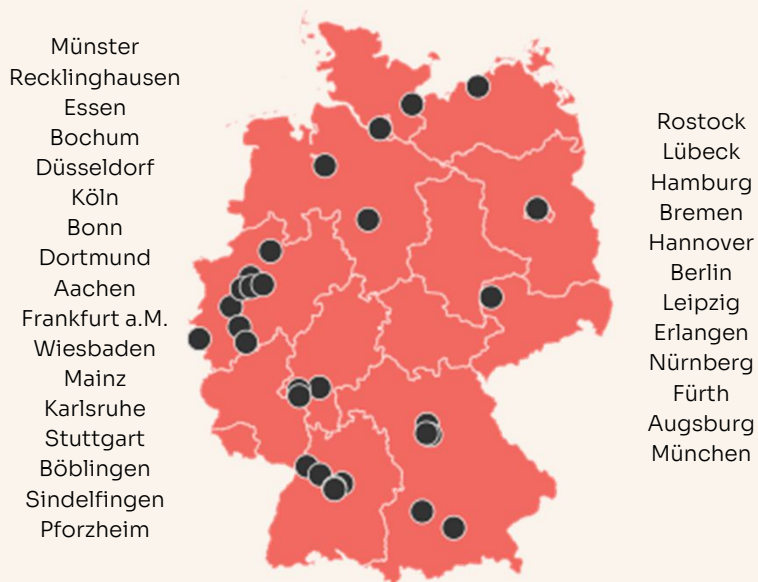 Münster
Recklinghausen
Essen
Bochum
Düsseldorf
Köln
Bonn
Dortmund
Aachen
Frankfurt a.M.
Wiesbaden
Mainz
Karlsruhe
Stuttgart
Böblingen
Sindelfingen
Pforzheim
Rostock
Lübeck
Hamburg
Bremen
Hannover
Berlin
Leipzig
Erlangen
Nürnberg
Fürth
Augsburg
München